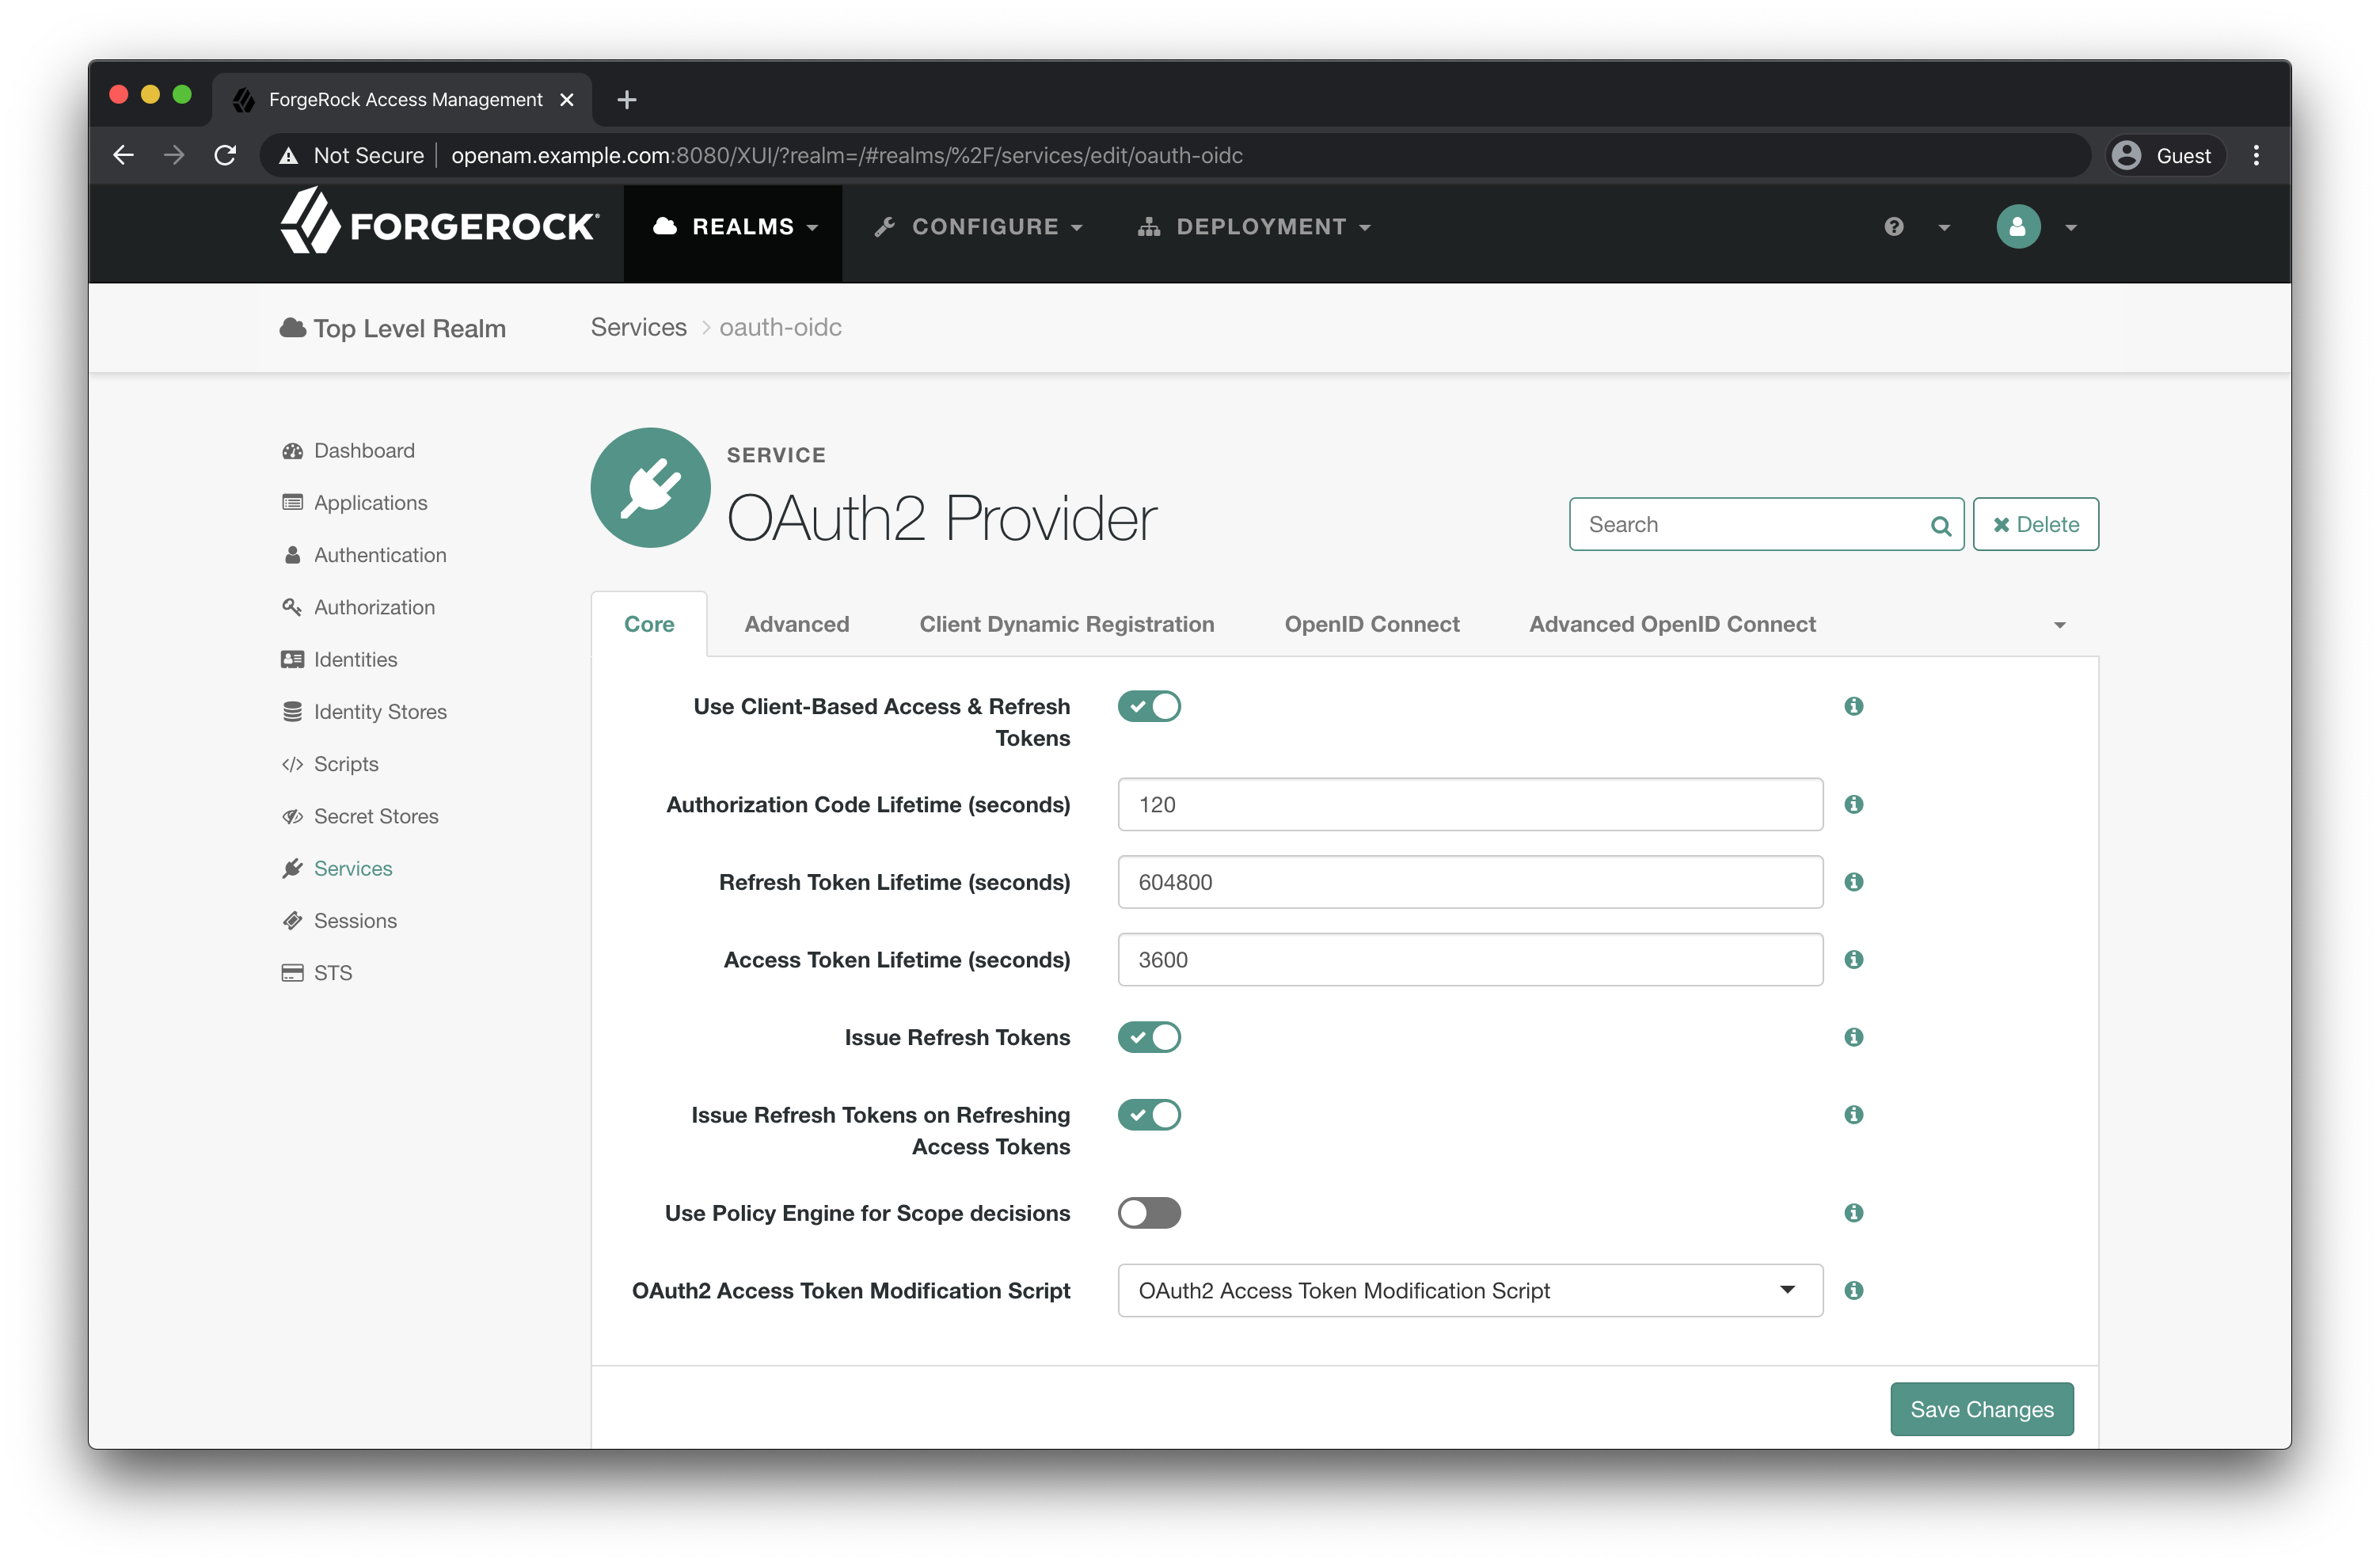 ForgeRock Access Management
Not Secure openam.example.com:8080/XUI/?realm=/#realms/%2F/services/edit/oauth-oidc Guest
FORGEROCK REALMS CONFIGURE DEPLOYMENT
Top Level Realm Services oauth-oidc
Dashboard
Applications
Authentication
Authorization
Identities
Identity Stores
Scripts
Secret Stores
Services
Sessions
STS
SERVICE
OAuth2 Provider
Search Delete
Core Advanced Client Dynamic Registration OpenID Connect Advanced OpenID Connect
Use Client-Based Access & Refresh
Tokens
Authorization Code Lifetime (seconds) 120
Refresh Token Lifetime (seconds) 604800
Access Token Lifetime (seconds) 3600
Issue Refresh Tokens
Issue Refresh Tokens on Refreshing
Access Tokens
Use Policy Engine for Scope decisions
OAuth2 Access Token Modification Script OAuth2 Access Token Modification Script
Save Changes